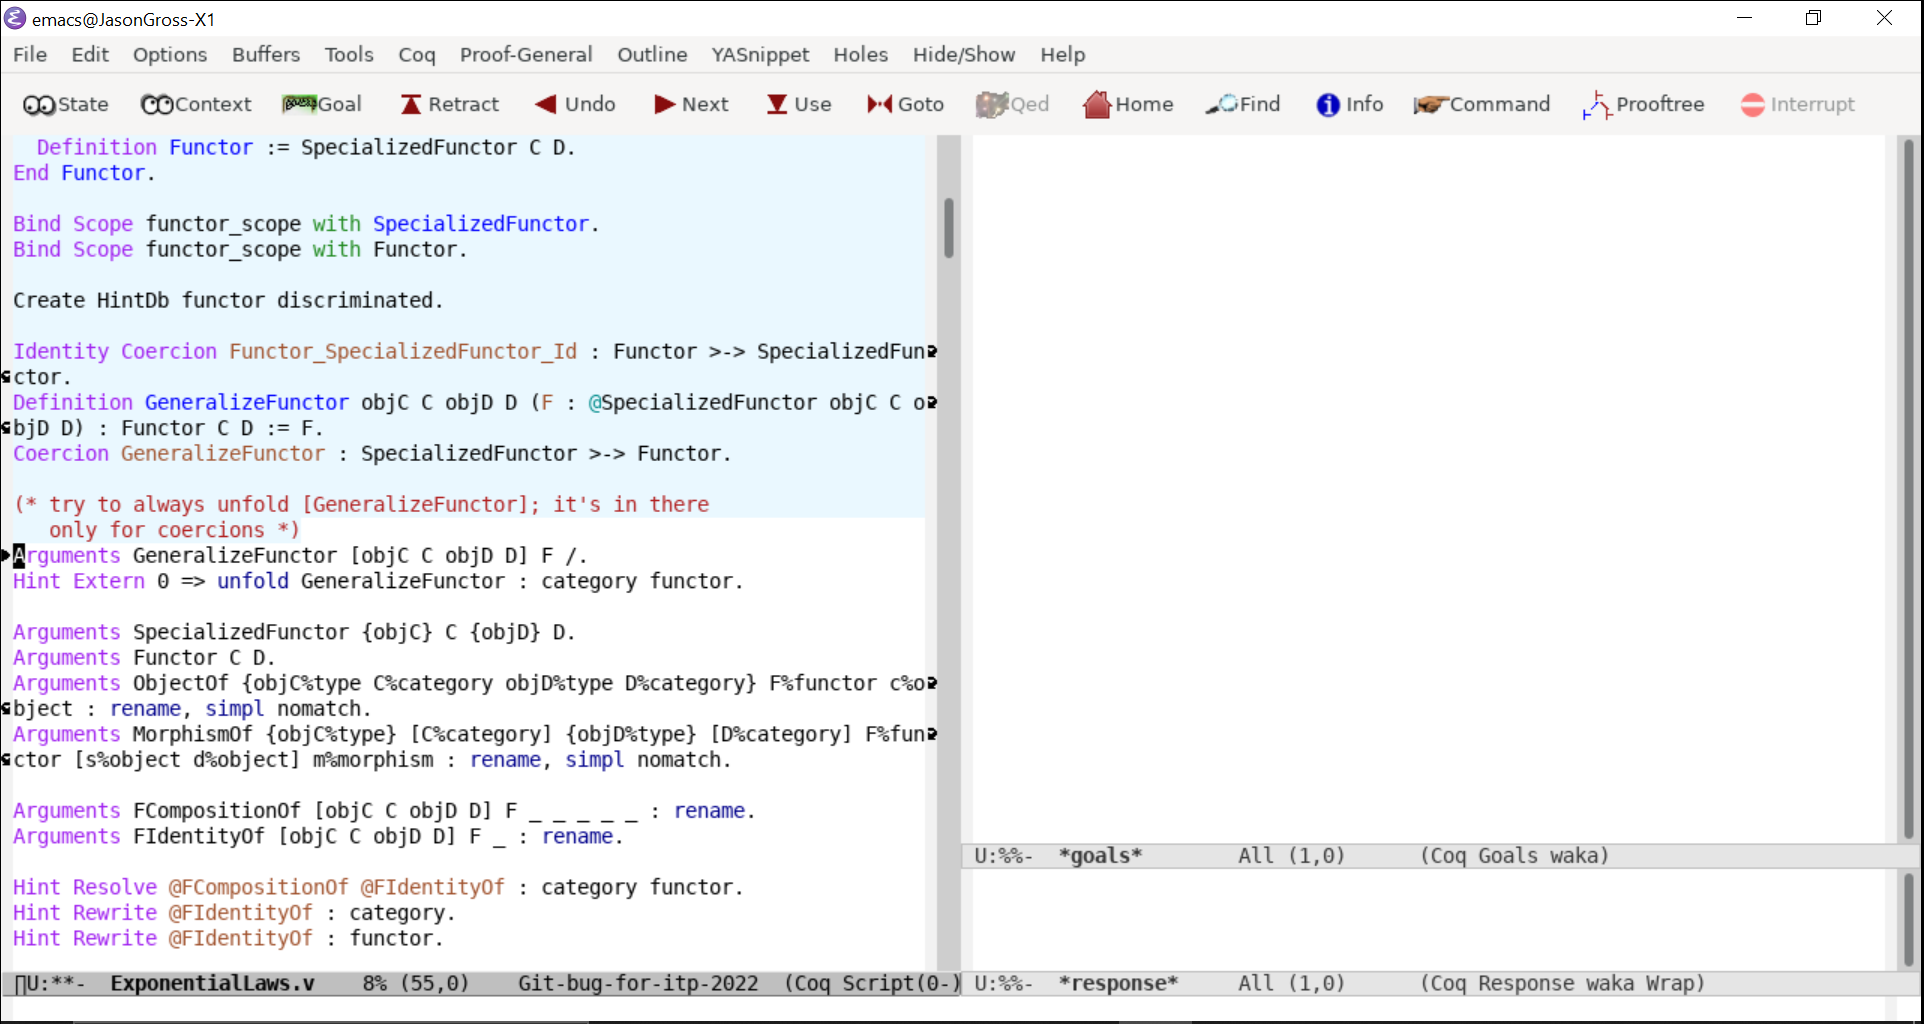 emacs@JasonGross-X1
File Edit Options Buffers Tools Coq Proof-General Outline YASnippet Holes Hide/Show Help
State Context Goal Retract Undo Next Use Goto Qed Home Find Info Command Prooftree Interrupt
Definition Functor := SpecializedFunctor C D.
End Functor.
Bind Scope functor_scope with SpecializedFunctor.
Bind Scope functor_scope with Functor.
Create HintDb functor discriminated.
Identity Coercion Functor_SpecializedFunctor_Id : Functor >-> SpecializedFun
ctor.
Definition GeneralizeFunctor objC C objD D (F : @SpecializedFunctor objC C o
bjD D) : Functor C D := F.
Coercion GeneralizeFunctor : SpecializedFunctor >-> Functor.
(* try to always unfold [GeneralizeFunctor]; it's in there
only for coercions *)
Arguments GeneralizeFunctor [objC C objD D] F /.
Hint Extern 0 => unfold GeneralizeFunctor : category functor.
Arguments SpecializedFunctor {objC} C {objD} D.
Arguments Functor C D.
Arguments ObjectOf {objC%type C%category objD%type D%category} F%functor c%o
bject : rename, simpl nomatch.
Arguments MorphismOf {objC%type} [C%category] {objD%type} [D%category] F%fun
ctor [s%object d%object] m%morphism : rename, simpl nomatch.
Arguments FCompositionOf [objC C objD D] F _ _ _ _ _ : rename.
Arguments FIdentityOf [objC C objD D] F _ : rename.
Hint Resolve @FCompositionOf @FIdentityOf : category functor.
Hint Rewrite @FIdentityOf : category.
Hint Rewrite @FIdentityOf : functor.
U:**- ExponentialLaws.v 8% (55,0) Git-bug-for-itp-2022 (Coq Script(0-)
U:%%- *goals* All (1,0) (Coq Goals waka)
U:%%- *response* All (1,0) (Coq Response waka Wrap)